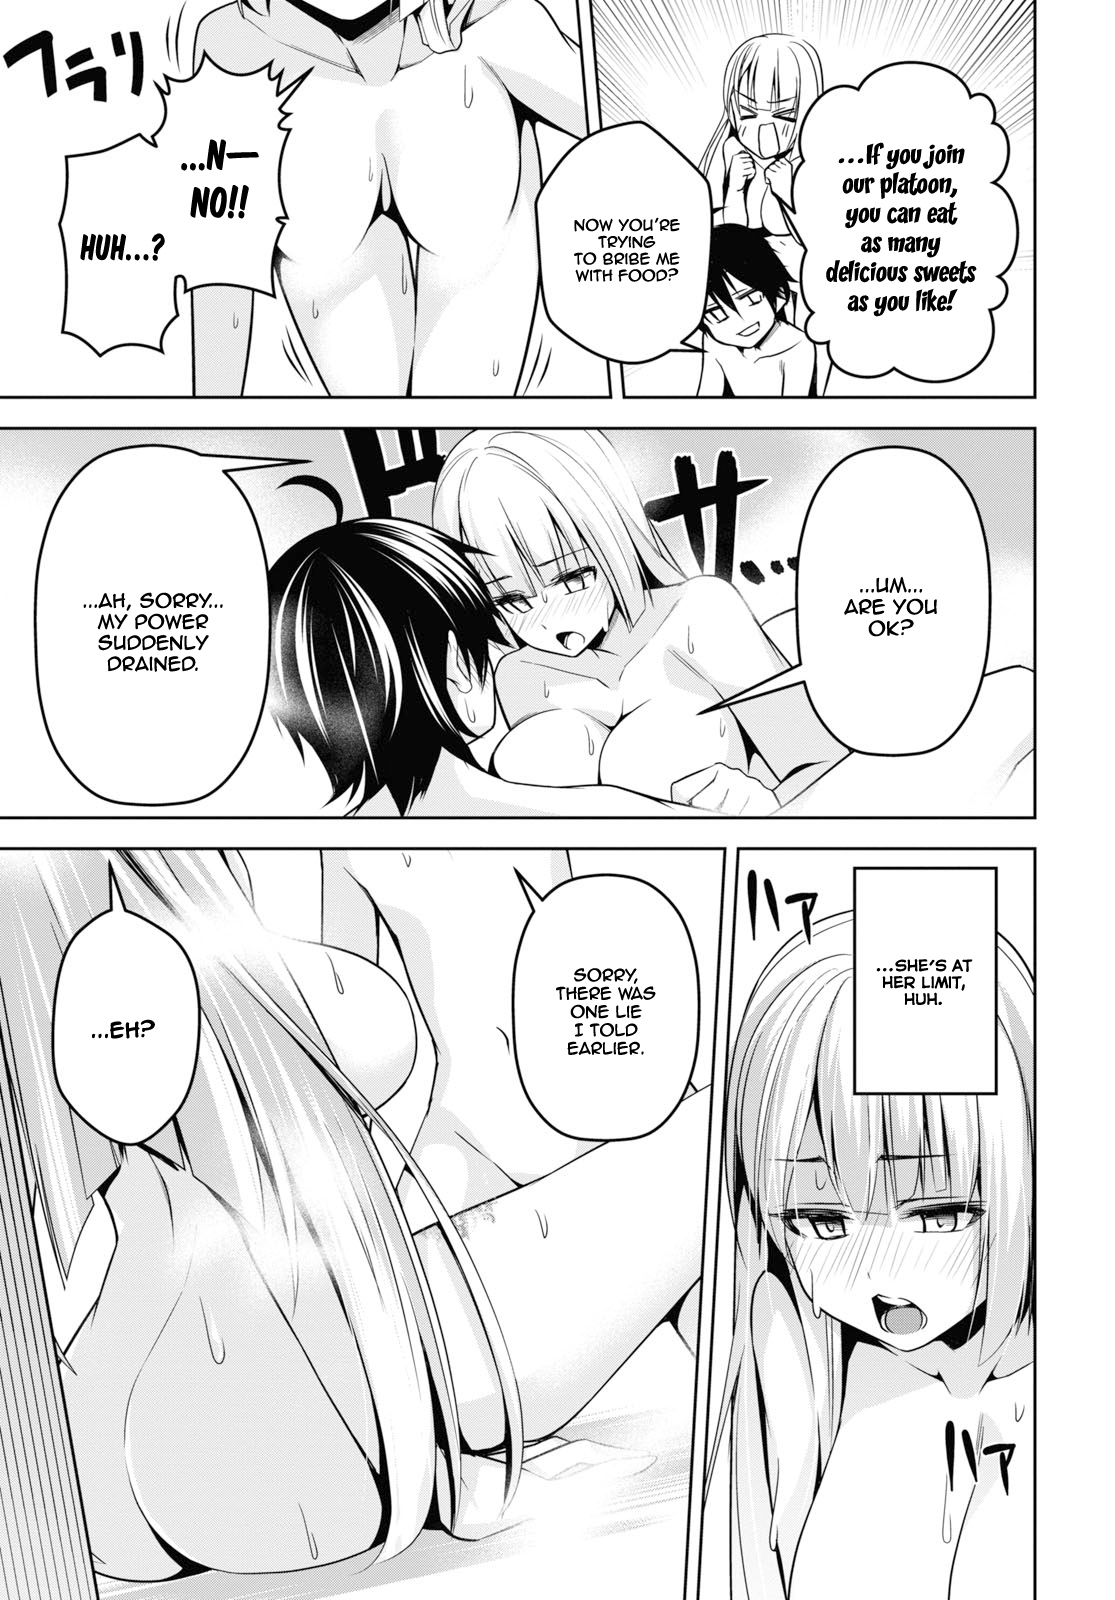 ...If you join
our platoon,
you can eat
as many
delicious sweets
as you like!
NOW YOU'RE
TRYING
TO BRIBE ME
WITH FOOD?
...N—
NO!!
HUH...?
フラリ
...UM...
ARE YOU
OK?
...AH, SORRY...
MY POWER
SUDDENLY
DRAINED.
...SHE'S AT
HER LIMIT,
HUH.
ハァ
ハァ
SORRY,
THERE WAS
ONE LIE
I TOLD
EARLIER.
...EH?